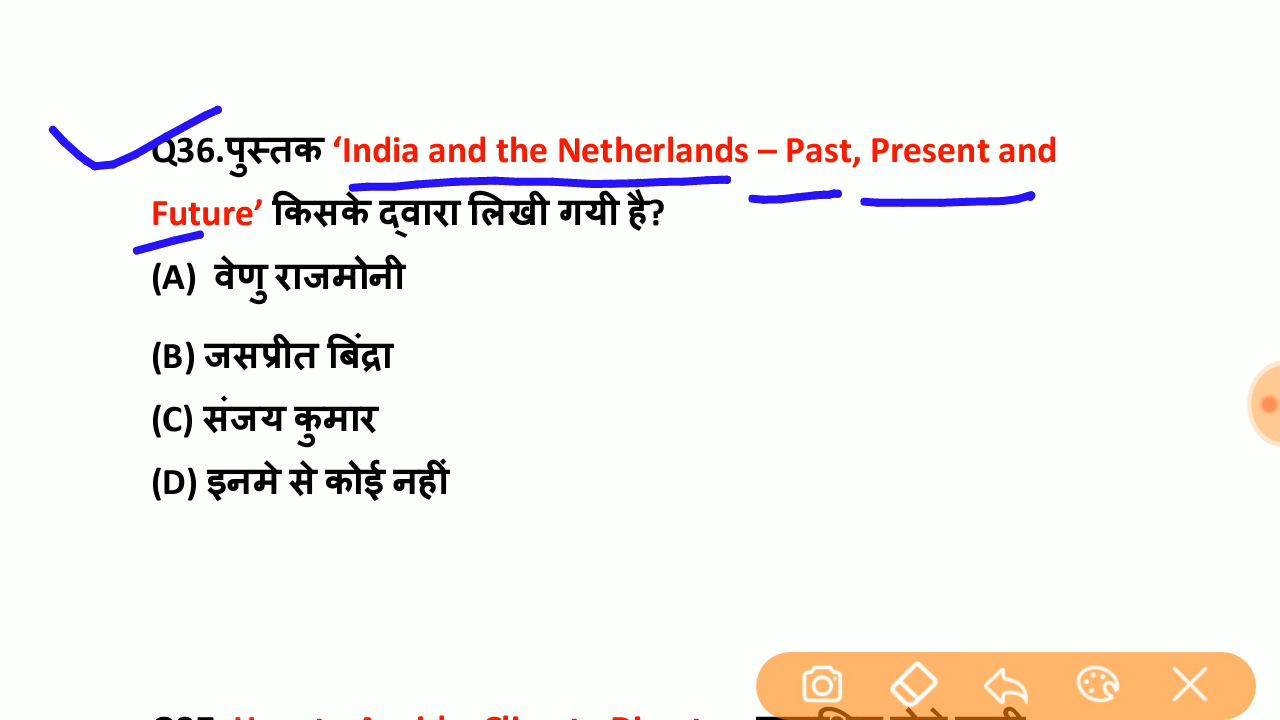 Q36.पुस्तक ‘India and the Netherlands – Past, Present and
Future’ किसके द्वारा लिखी गयी है?
(A) वेणु राजमोनी
(B) जसप्रीत बिंद्रा
(C) संजय कुमार
(D) इनमे से कोई नहीं